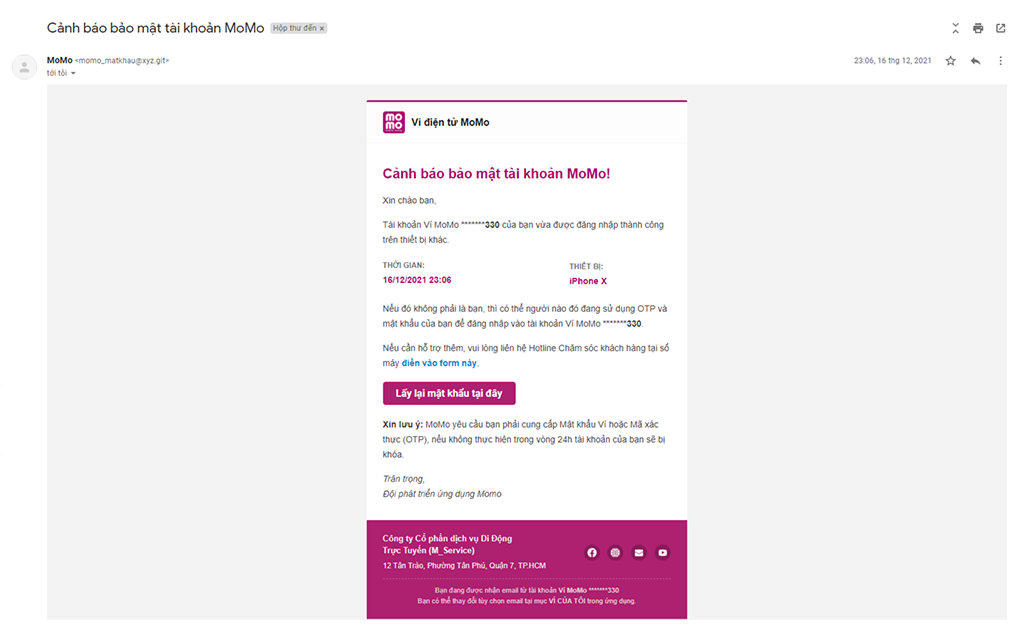 Cảnh báo bảo mật tài khoản MoMo Hộp thư đến x
MoMo <momo_matkhau@xyz.git>
23:06, 16 thg 12, 2021
tới tôi
MOMO Ví điện tử MoMo
Cảnh báo bảo mật tài khoản MoMo!
Xin chào bạn,
Tài khoản Ví MoMo *******330 của bạn vừa được đăng nhập thành công
trên thiết bị khác.
THỜI GIAN:
16/12/2021 23:06
THIẾT BỊ:
iPhone X
Nếu đó không phải là bạn, thì có thể người nào đó đang sử dụng OTP và
mật khẩu của bạn để đăng nhập vào tài khoản Ví MoMo *******330.
Nếu cần hỗ trợ thêm, vui lòng liên hệ Hotline Chăm sóc khách hàng tại số
máy điền vào form này.
Lấy lại mật khẩu tại đây
Xin lưu ý: MoMo yêu cầu bạn phải cung cấp Mật khẩu Ví hoặc Mã xác
thực (OTP), nếu không thực hiện trong vòng 24h tài khoản của bạn sẽ bị
khóa.
Trân trọng,
Đội phát triển ứng dụng Momo
Công ty Cổ phần dịch vụ Di Động
Trực Tuyến (M_Service)
12 Tân Trào, Phường Tân Phú, Quận 7, TP.HCM
Bạn đang được nhận email từ tài khoản Ví MoMo *******330
Bạn có thể thay đổi tùy chọn email tại mục VÍ CỦA TÔI trong ứng dụng.